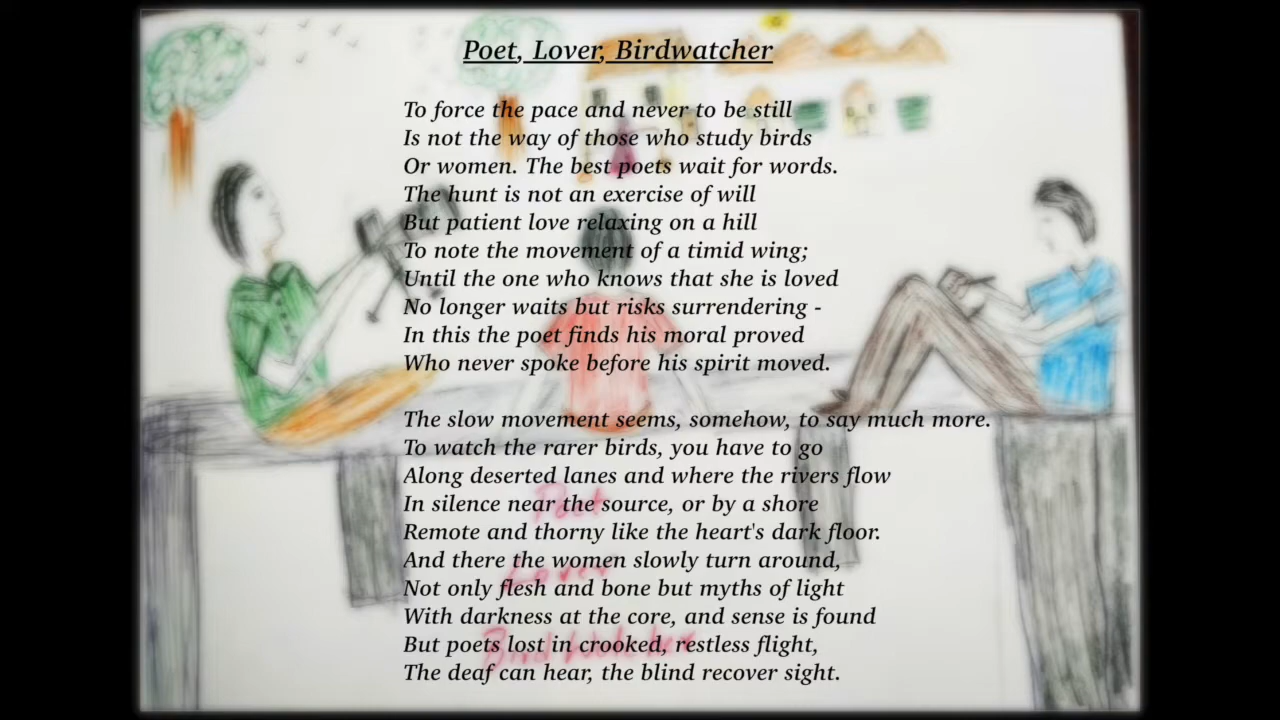 Poet, Lover, Birdwatcher
To force the pace and never to be still
Is not the way of those who study birds
Or women. The best poets wait for words.
The hunt is not an exercise of will
But patient love relaxing on a hill
To note the movement of a timid wing;
Until the one who knows that she is loved
No longer waits but risks surrendering -
In this the poet finds his moral proved
Who never spoke before his spirit moved.
The slow movement seems, somehow, to say much more.
To watch the rarer birds, you have to go
Along deserted lanes and where the rivers flow
In silence near the source, or by a shore
Remote and thorny like the heart's dark floor.
And there the women slowly turn around,
Not only flesh and bone but myths of light
With darkness at the core, and sense is found
But poets lost in crooked, restless flight,
The deaf can hear, the blind recover sight.
Poet
Lover
Bird Watcher